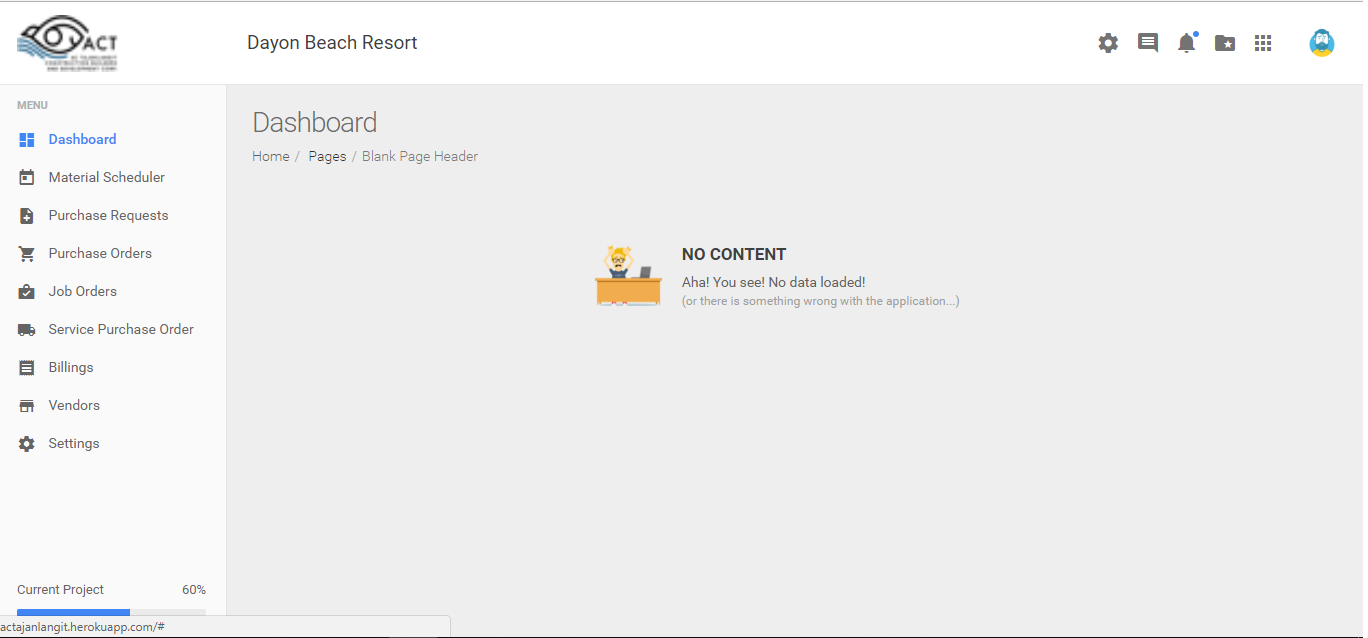 ACT
Dayon Beach Resort
MENU
Dashboard
Material Scheduler
Purchase Requests
Purchase Orders
Job Orders
Service Purchase Order
Billings
Vendors
Settings
Current Project 60%
actajanlangit.herokuapp.com/#
Dashboard
Home / Pages / Blank Page Header
NO CONTENT
Aha! You see! No data loaded!
(or there is something wrong with the application...)